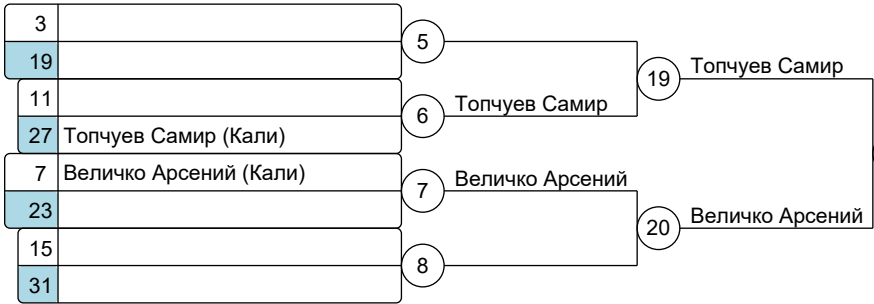 3
5
19
19 Топчуев Самир
11
6 Топчуев Самир
27 Топчуев Самир (Кали)
7 Величко Арсений (Кали)
7 Величко Арсений
23
20 Величко Арсений
15
8
31